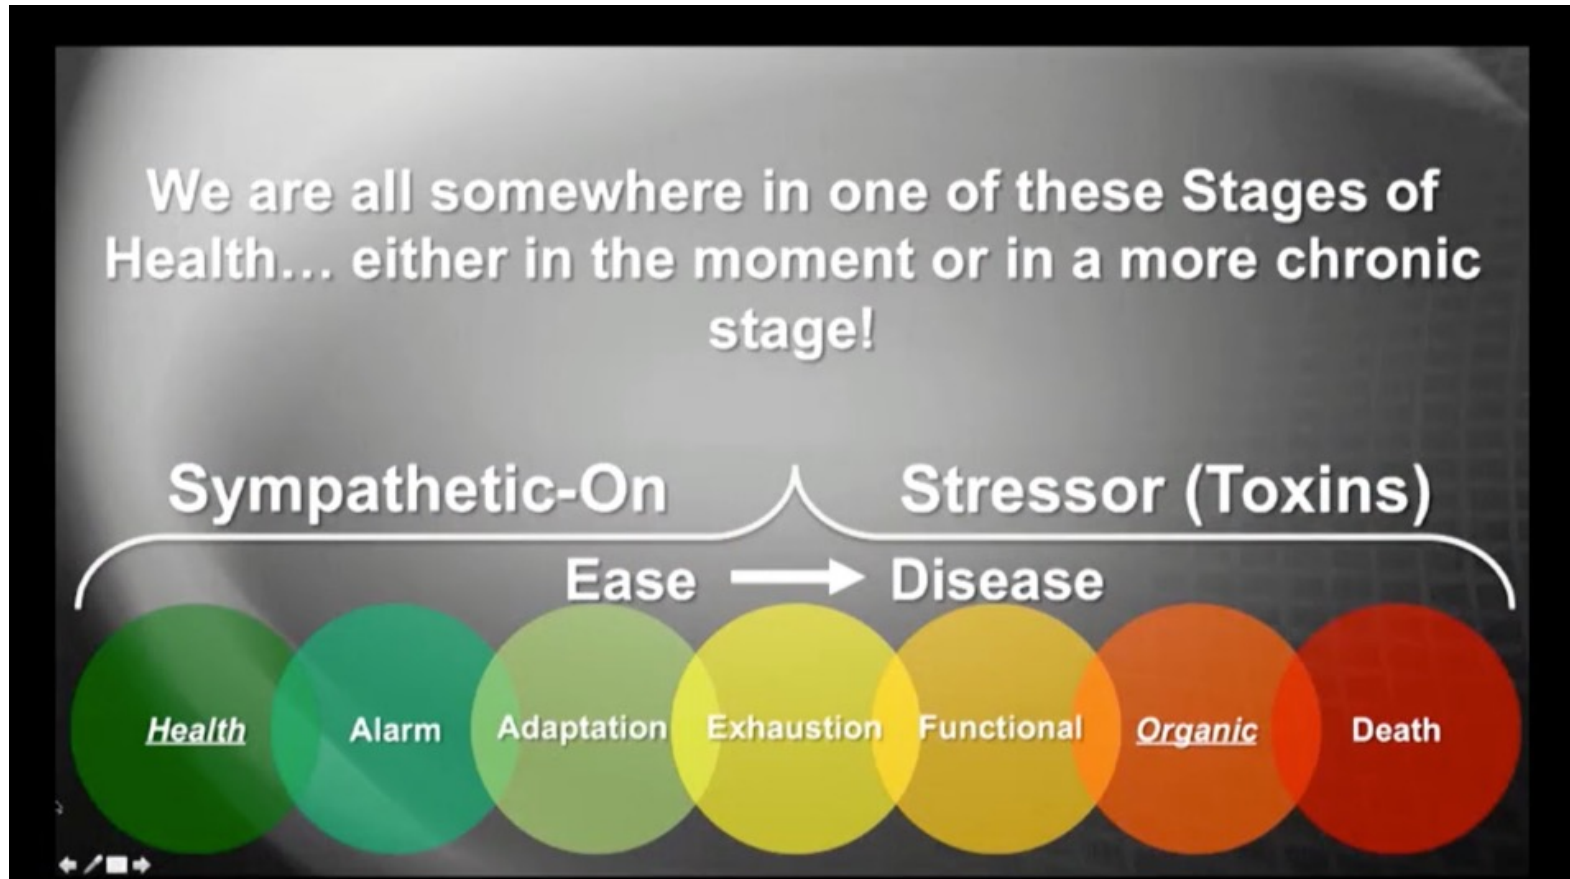 We are all somewhere in one of these Stages of
Health... either in the moment or in a more chronic
stage!
Sympathetic-On Stressor (Toxins)
Ease Disease
Health Alarm Adaptation Exhaustion Functional Organic Death